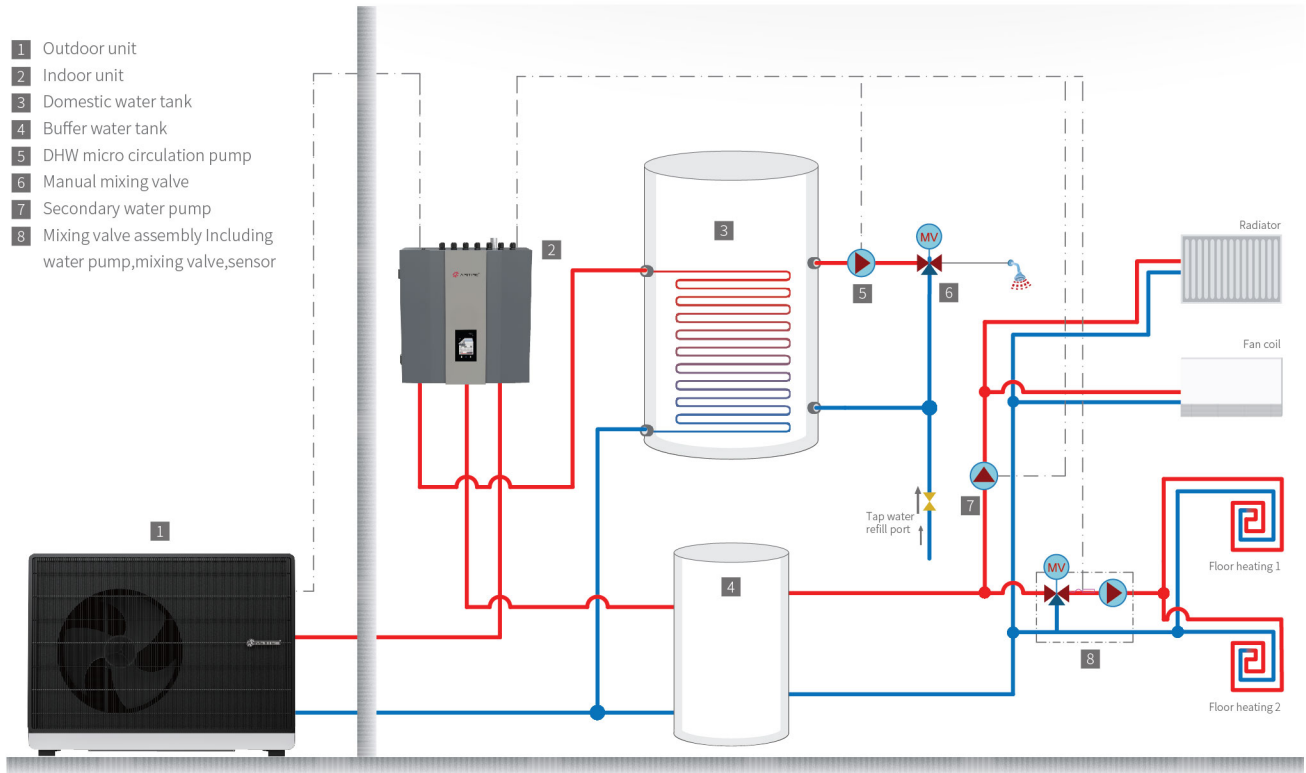 1 Outdoor unit
2 Indoor unit
3 Domestic water tank
4 Buffer water tank
5 DHW micro circulation pump
6 Manual mixing valve
7 Secondary water pump
8 Mixing valve assembly Including
water pump,mixing valve,sensor
2
3
MV
5
6
Radiator
Fan coil
7
Tap water
refill port
1
4
MV
8
Floor heating 1
Floor heating 2